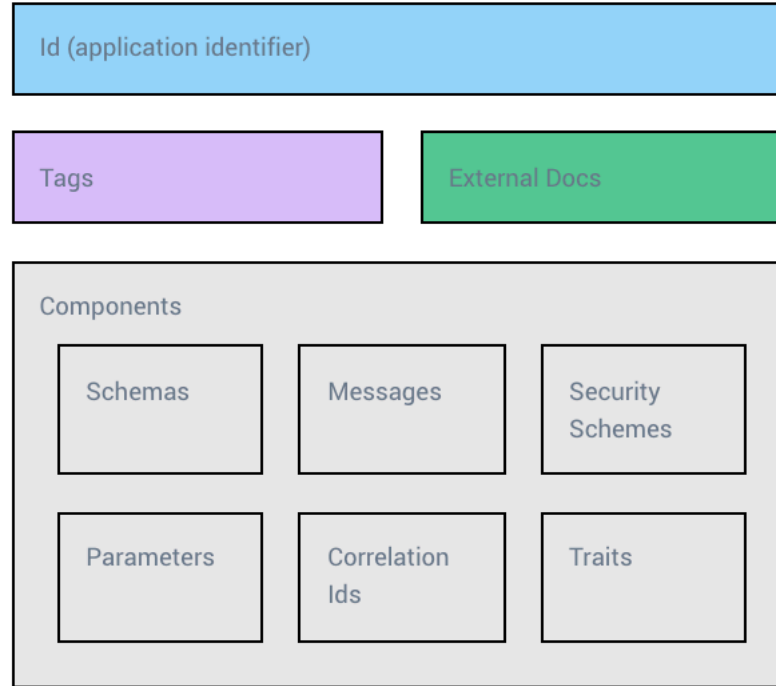 Id (application identifier)
Tags
External Docs
Components
Schemas
Messages
Security
Schemes
Parameters
Correlation
Ids
Traits